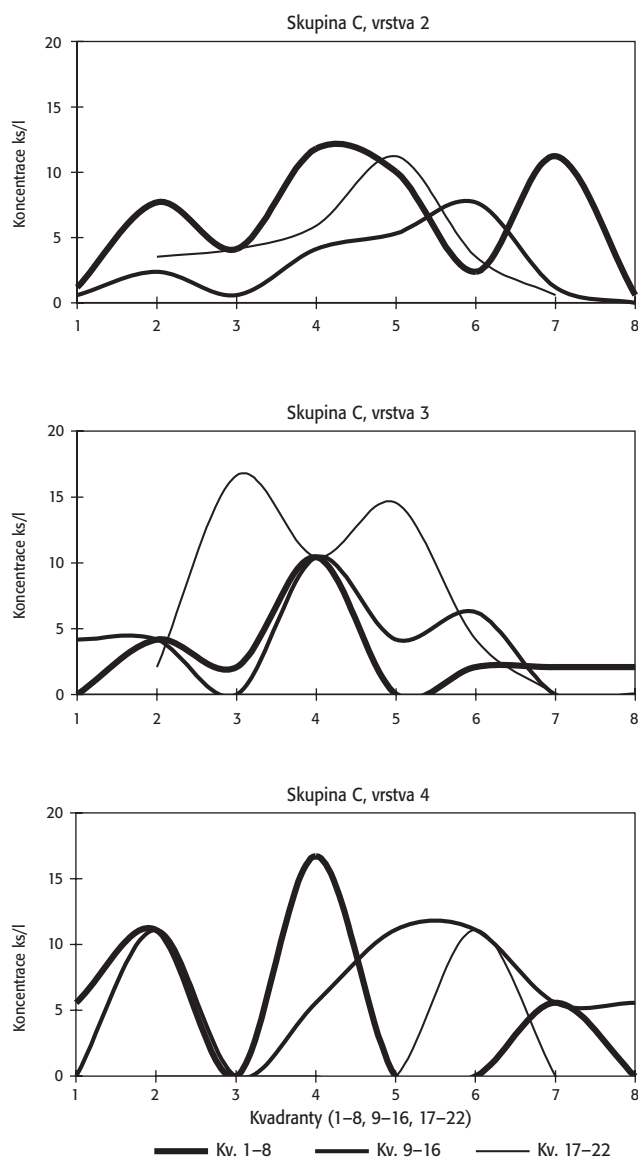 Skupina C, vrstva 2
Koncentrace ks/l
20
15
10
5
0
1 2 3 4 5 6 7 8
Skupina C, vrstva 3
Koncentrace ks/l
20
15
10
5
0
1 2 3 4 5 6 7 8
Skupina C, vrstva 4
Koncentrace ks/l
20
15
10
5
0
1 2 3 4 5 6 7 8
Kvadranty (1–8, 9–16, 17–22)
Kv. 1–8 Kv. 9–16 Kv. 17–22